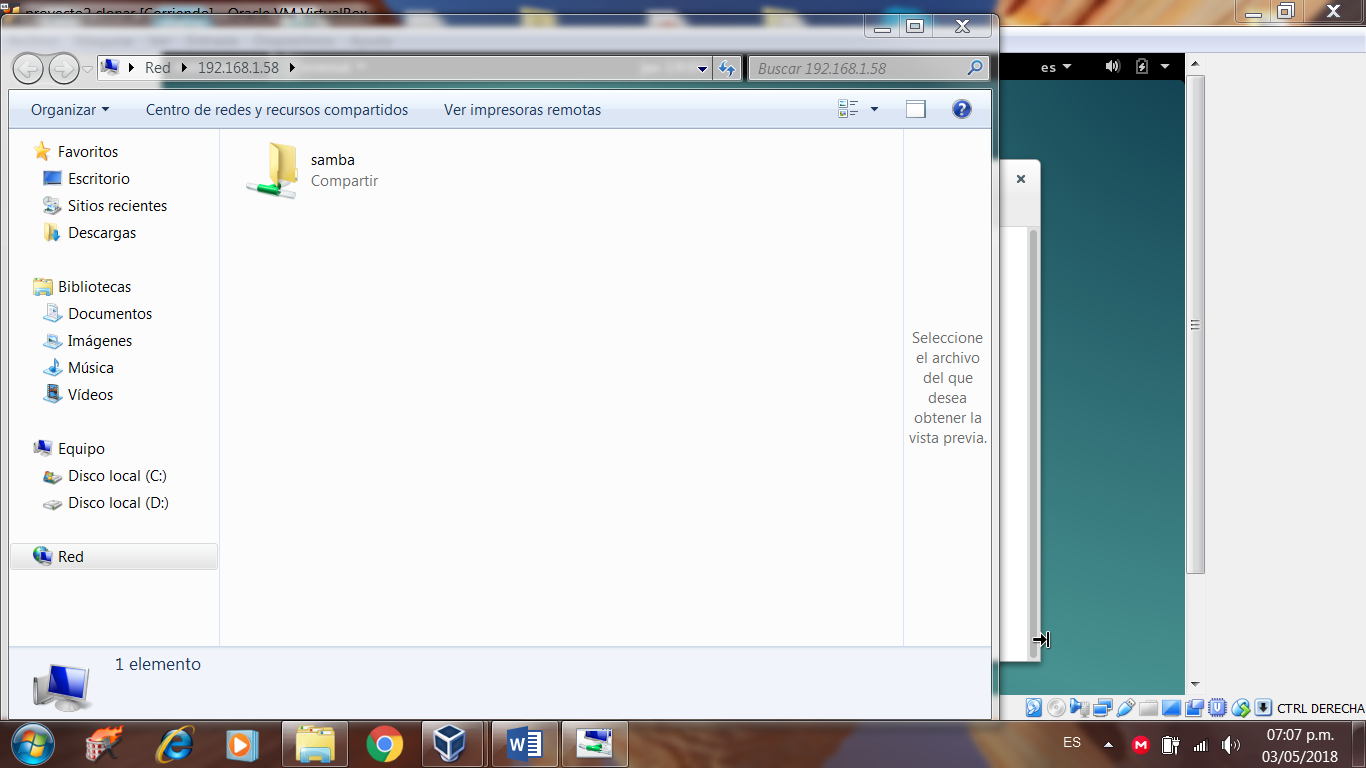 proyecto2 clonar [Corriendo] - Oracle VM VirtualBox
Red 192.168.1.58
Buscar 192.168.1.58
es
Organizar
Centro de redes y recursos compartidos
Ver impresoras remotas
Favoritos
Escritorio
Sitios recientes
Descargas
Bibliotecas
Documentos
Imágenes
Música
Vídeos
Equipo
Disco local (C:)
Disco local (D:)
Red
samba
Compartir
Seleccione
el archivo
del que
desea
obtener la
vista previa.
1 elemento
CTRL DERECHA
ES
07:07 p.m.
03/05/2018